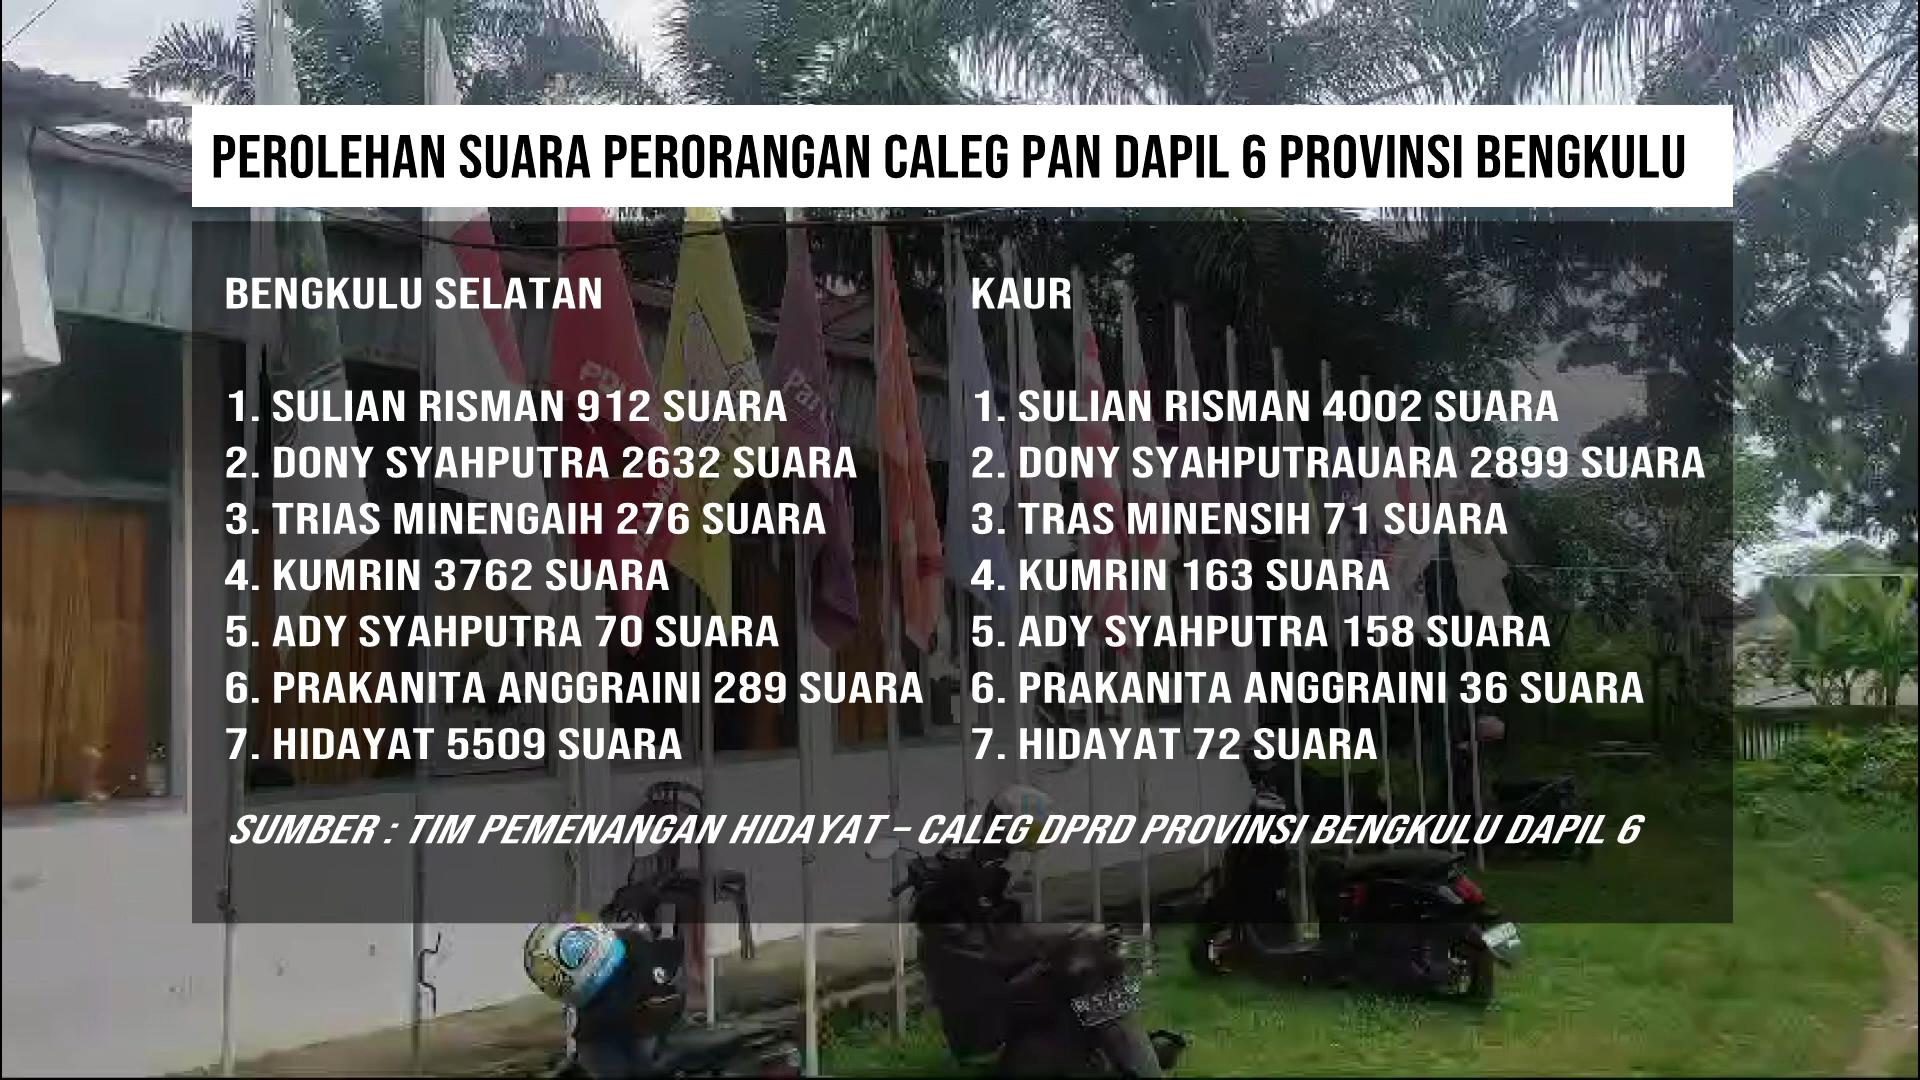 PEROLEHAN SUARA PERORANGAN CALEG PAN DAPIL 6 PROVINSI BENGKULU
BENGKULU SELATAN
1. SULIAN RISMAN 912 SUARA
2. DONY SYAHPUTRA 2632 SUARA
3. TRIAS MINENGAIH 276 SUARA
4. KUMRIN 3762 SUARA
5. ADY SYAHPUTRA 70 SUARA
6. PRAKANITA ANGGRAINI 289 SUARA
7. HIDAYAT 5509 SUARA
KAUR
1. SULIAN RISMAN 4002 SUARA
2. DONY SYAHPUTRAUARA 2899 SUARA
3. TRAS MINENSIH 71 SUARA
4. KUMRIN 163 SUARA
5. ADY SYAHPUTRA 158 SUARA
6. PRAKANITA ANGGRAINI 36 SUARA
7. HIDAYAT 72 SUARA
SUMBER : TIM PEMENANGAN HIDAYAT – CALEG DPRD PROVINSI BENGKULU DAPIL 6